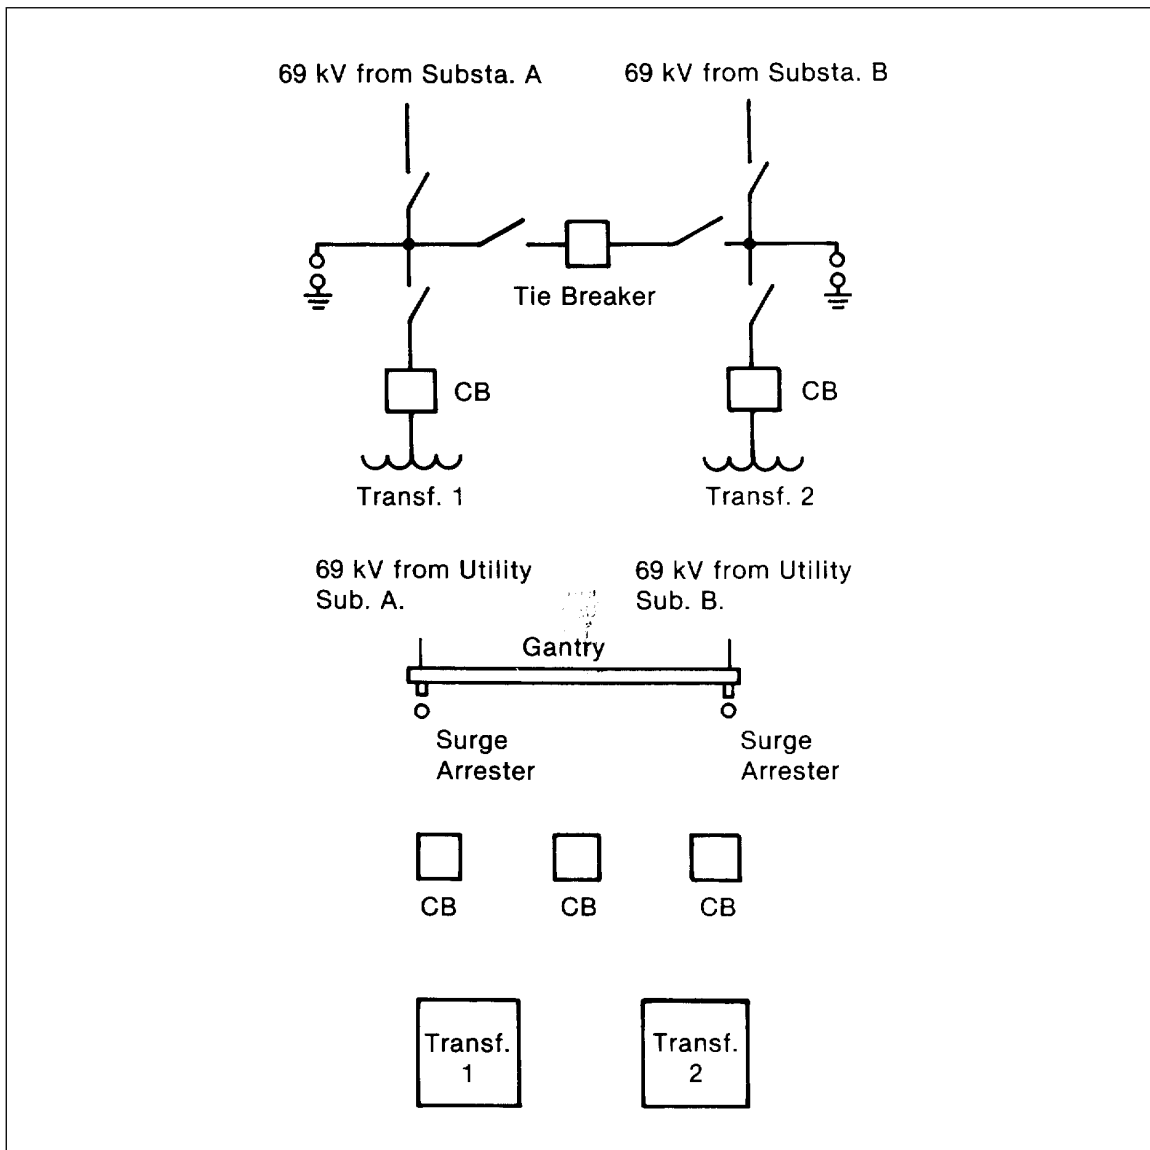 69 kV from Substa. A
69 kV from Substa. B
Tie Breaker
CB
CB
Transf. 1
Transf. 2
69 kV from Utility
Sub. A.
69 kV from Utility
Sub. B.
Gantry
Surge
Arrester
Surge
Arrester
CB
CB
CB
Transf.
1
Transf.
2